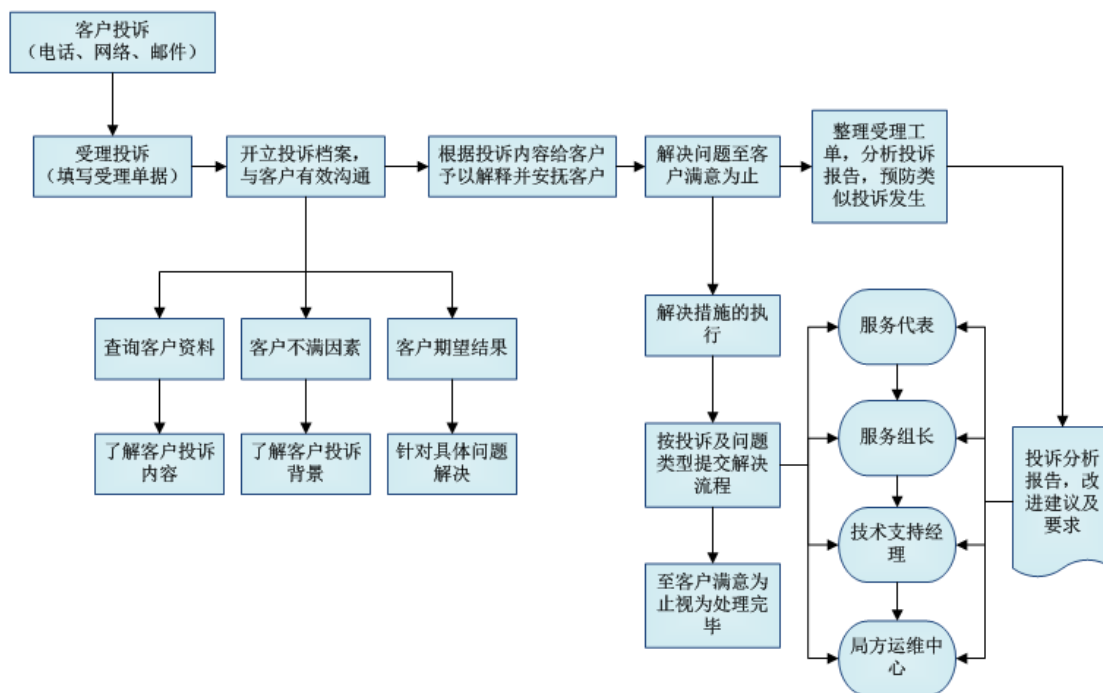 客户投诉
（电话、网络、邮件）
受理投诉
（填写受理单据）
开立投诉档案，
与客户有效沟通
根据投诉内容给客户
予以解释并安抚客户
解决问题至客
户满意为止
整理受理工
单，分析投诉
报告，预防类
似投诉发生
查询客户资料
客户不满因素
客户期望结果
了解客户投诉
内容
了解客户投诉
背景
针对具体问题
解决
解决措施的执
行
按投诉及问题
类型提交解决
流程
至客户满意为
止视为处理完
毕
服务代表
服务组长
技术支持经
理
局方运维中
心
投诉分析
报告，改
进建议及
要求